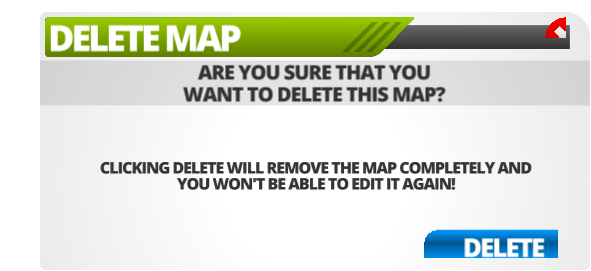 DELETE MAP
ARE YOU SURE THAT YOU
WANT TO DELETE THIS MAP?
CLICKING DELETE WILL REMOVE THE MAP COMPLETELY AND
YOU WON'T BE ABLE TO EDIT IT AGAIN!
DELETE